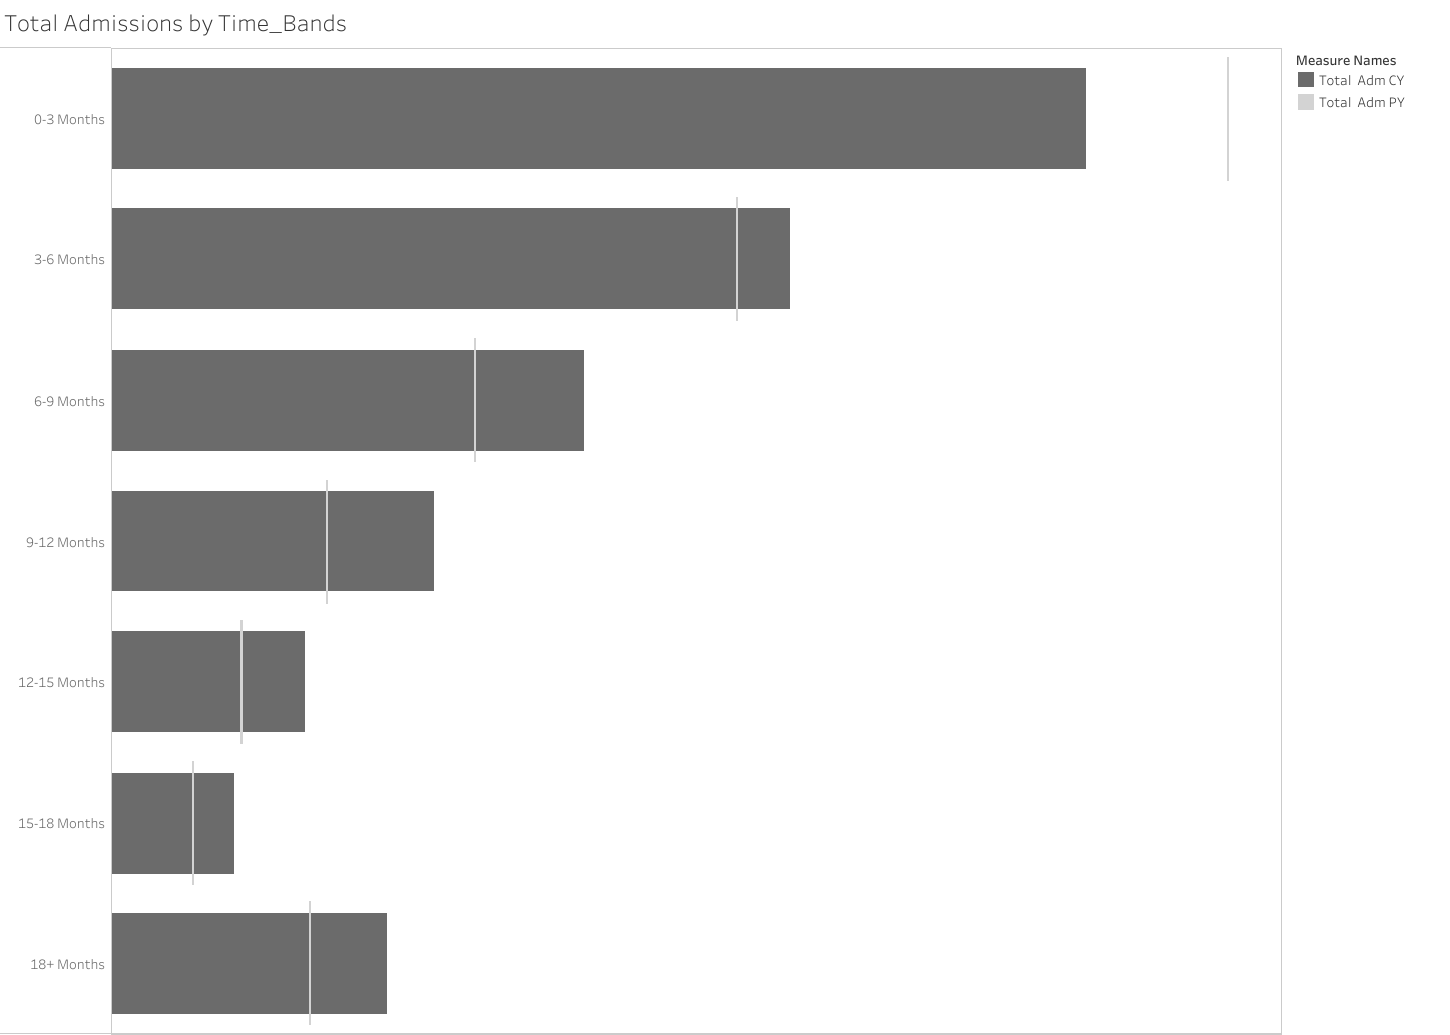 Total Admissions by Time_Bands
Measure Names
Total Adm CY
Total Adm PY
0-3 Months
3-6 Months
6-9 Months
9-12 Months
12-15 Months
15-18 Months
18+ Months